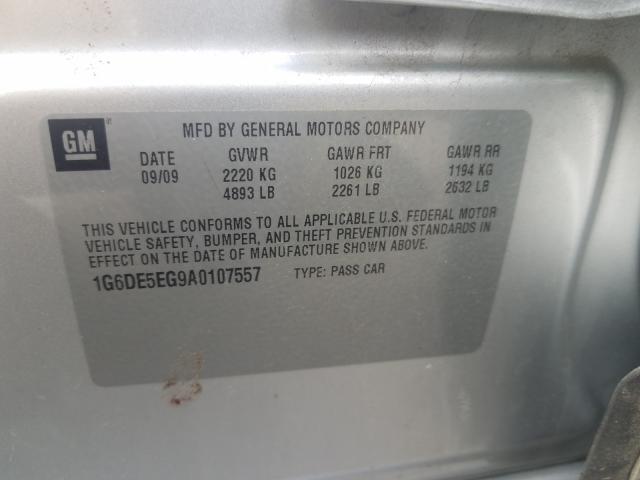 GM
MFD BY GENERAL MOTORS COMPANY
DATE GVWR GAWR FRT GAWR RR
09/09 2220 KG 1026 KG 1194 KG
4893 LB 2261 LB 2632 LB
THIS VEHICLE CONFORMS TO ALL APPLICABLE U.S. FEDERAL MOTOR
VEHICLE SAFETY, BUMPER, AND THEFT PREVENTION STANDARDS IN
EFFECT ON THE DATE OF MANUFACTURE SHOWN ABOVE.
1G6DE5EG9A0107557 TYPE: PASS CAR